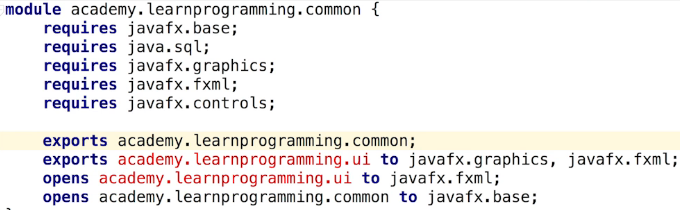 module academy.learnprogramming.common {
requires javafx.base;
requires java.sql;
requires javafx.graphics;
requires javafx.fxml;
requires javafx.controls;
exports academy.learnprogramming.common;
exports academy.learnprogramming.ui to javafx.graphics, javafx.fxml;
opens academy.learnprogramming.ui to javafx.fxml;
opens academy.learnprogramming.common to javafx.base;